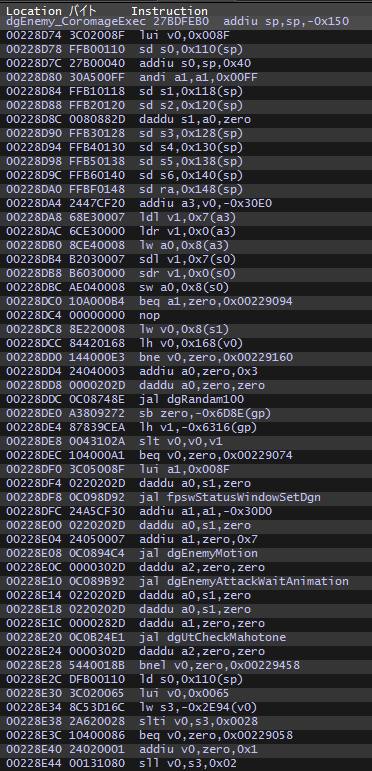 Location バイト Instruction
dgEnemy_CoromageExec 27BDFEB0 addiu sp,sp,-0x150
00228D74 3C02008F lui v0,0x008F
00228D78 FFB00110 sd s0,0x110(sp)
00228D7C 27B00040 addiu s0,sp,0x40
00228D80 30A500FF andi a1,a1,0x00FF
00228D84 FFB10118 sd s1,0x118(sp)
00228D88 FFB20120 sd s2,0x120(sp)
00228D8C 0080882D daddu s1,a0,zero
00228D90 FFB30128 sd s3,0x128(sp)
00228D94 FFB40130 sd s4,0x130(sp)
00228D98 FFB50138 sd s5,0x138(sp)
00228D9C FFB60140 sd s6,0x140(sp)
00228DA0 FFBF0148 sd ra,0x148(sp)
00228DA4 2447CF20 addiu a3,v0,-0x30E0
00228DA8 68E30007 ldl v1,0x7(a3)
00228DAC 6CE30000 ldr v1,0x0(a3)
00228DB0 8CE40008 lw a0,0x8(a3)
00228DB4 B2030007 sdl v1,0x7(s0)
00228DB8 B6030000 sdr v1,0x0(s0)
00228DBC AE040008 sw a0,0x8(s0)
00228DC0 10A000B4 beq a1,zero,0x00229094
00228DC4 00000000 nop
00228DC8 8E220008 lw v0,0x8(s1)
00228DCC 84420168 lh v0,0x168(v0)
00228DD0 144000E3 bne v0,zero,0x00229160
00228DD4 24040003 addiu a0,zero,0x3
00228DD8 0000202D daddu a0,zero,zero
00228DDC 0C08748E jal dgRandam100
00228DE0 A3809272 sb zero,-0x6D8E(gp)
00228DE4 87839CEA lh v1,-0x6316(gp)
00228DE8 0043102A slt v0,v0,v1
00228DEC 104000A1 beq v0,zero,0x00229074
00228DF0 3C05008F lui a1,0x008F
00228DF4 0220202D daddu a0,s1,zero
00228DF8 0C098D92 jal fpswStatusWindowSetDgn
00228DFC 24A5CF30 addiu a1,a1,-0x30D0
00228E00 0220202D daddu a0,s1,zero
00228E04 24050007 addiu a1,zero,0x7
00228E08 0C0894C4 jal dgEnemyMotion
00228E0C 0000302D daddu a2,zero,zero
00228E10 0C089B92 jal dgEnemyAttackWaitAnimation
00228E14 0220202D daddu a0,s1,zero
00228E18 0220202D daddu a0,s1,zero
00228E1C 0000282D daddu a1,zero,zero
00228E20 0C0B24E1 jal dgUtCheckMahotone
00228E24 0000302D daddu a2,zero,zero
00228E28 5440018B bnel v0,zero,0x00229458
00228E2C DFB00110 ld s0,0x110(sp)
00228E30 3C020065 lui v0,0x0065
00228E34 8C53D16C lw s3,-0x2E94(v0)
00228E38 2A620028 slti v0,s3,0x0028
00228E3C 10400086 beq v0,zero,0x00229058
00228E40 24020001 addiu v0,zero,0x1
00228E44 00131080 sll v0,s3,0x02